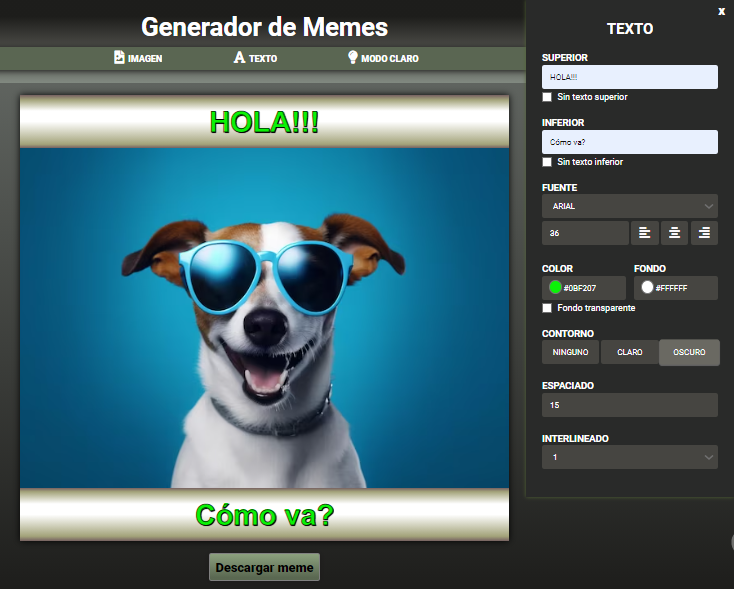 Generador de Memes
IMAGEN
TEXTO
MODO CLARO
HOLA!!!
Cómo va?
Descargar meme
x
TEXTO
SUPERIOR
HOLA!!!
Sin texto superior
INFERIOR
Cómo va?
Sin texto inferior
FUENTE
ARIAL
36
COLOR FONDO
#0BF207 #FFFFFF
Fondo transparente
CONTORNO
NINGUNO CLARO OSCURO
ESPACIADO
15
INTERLINEADO
1